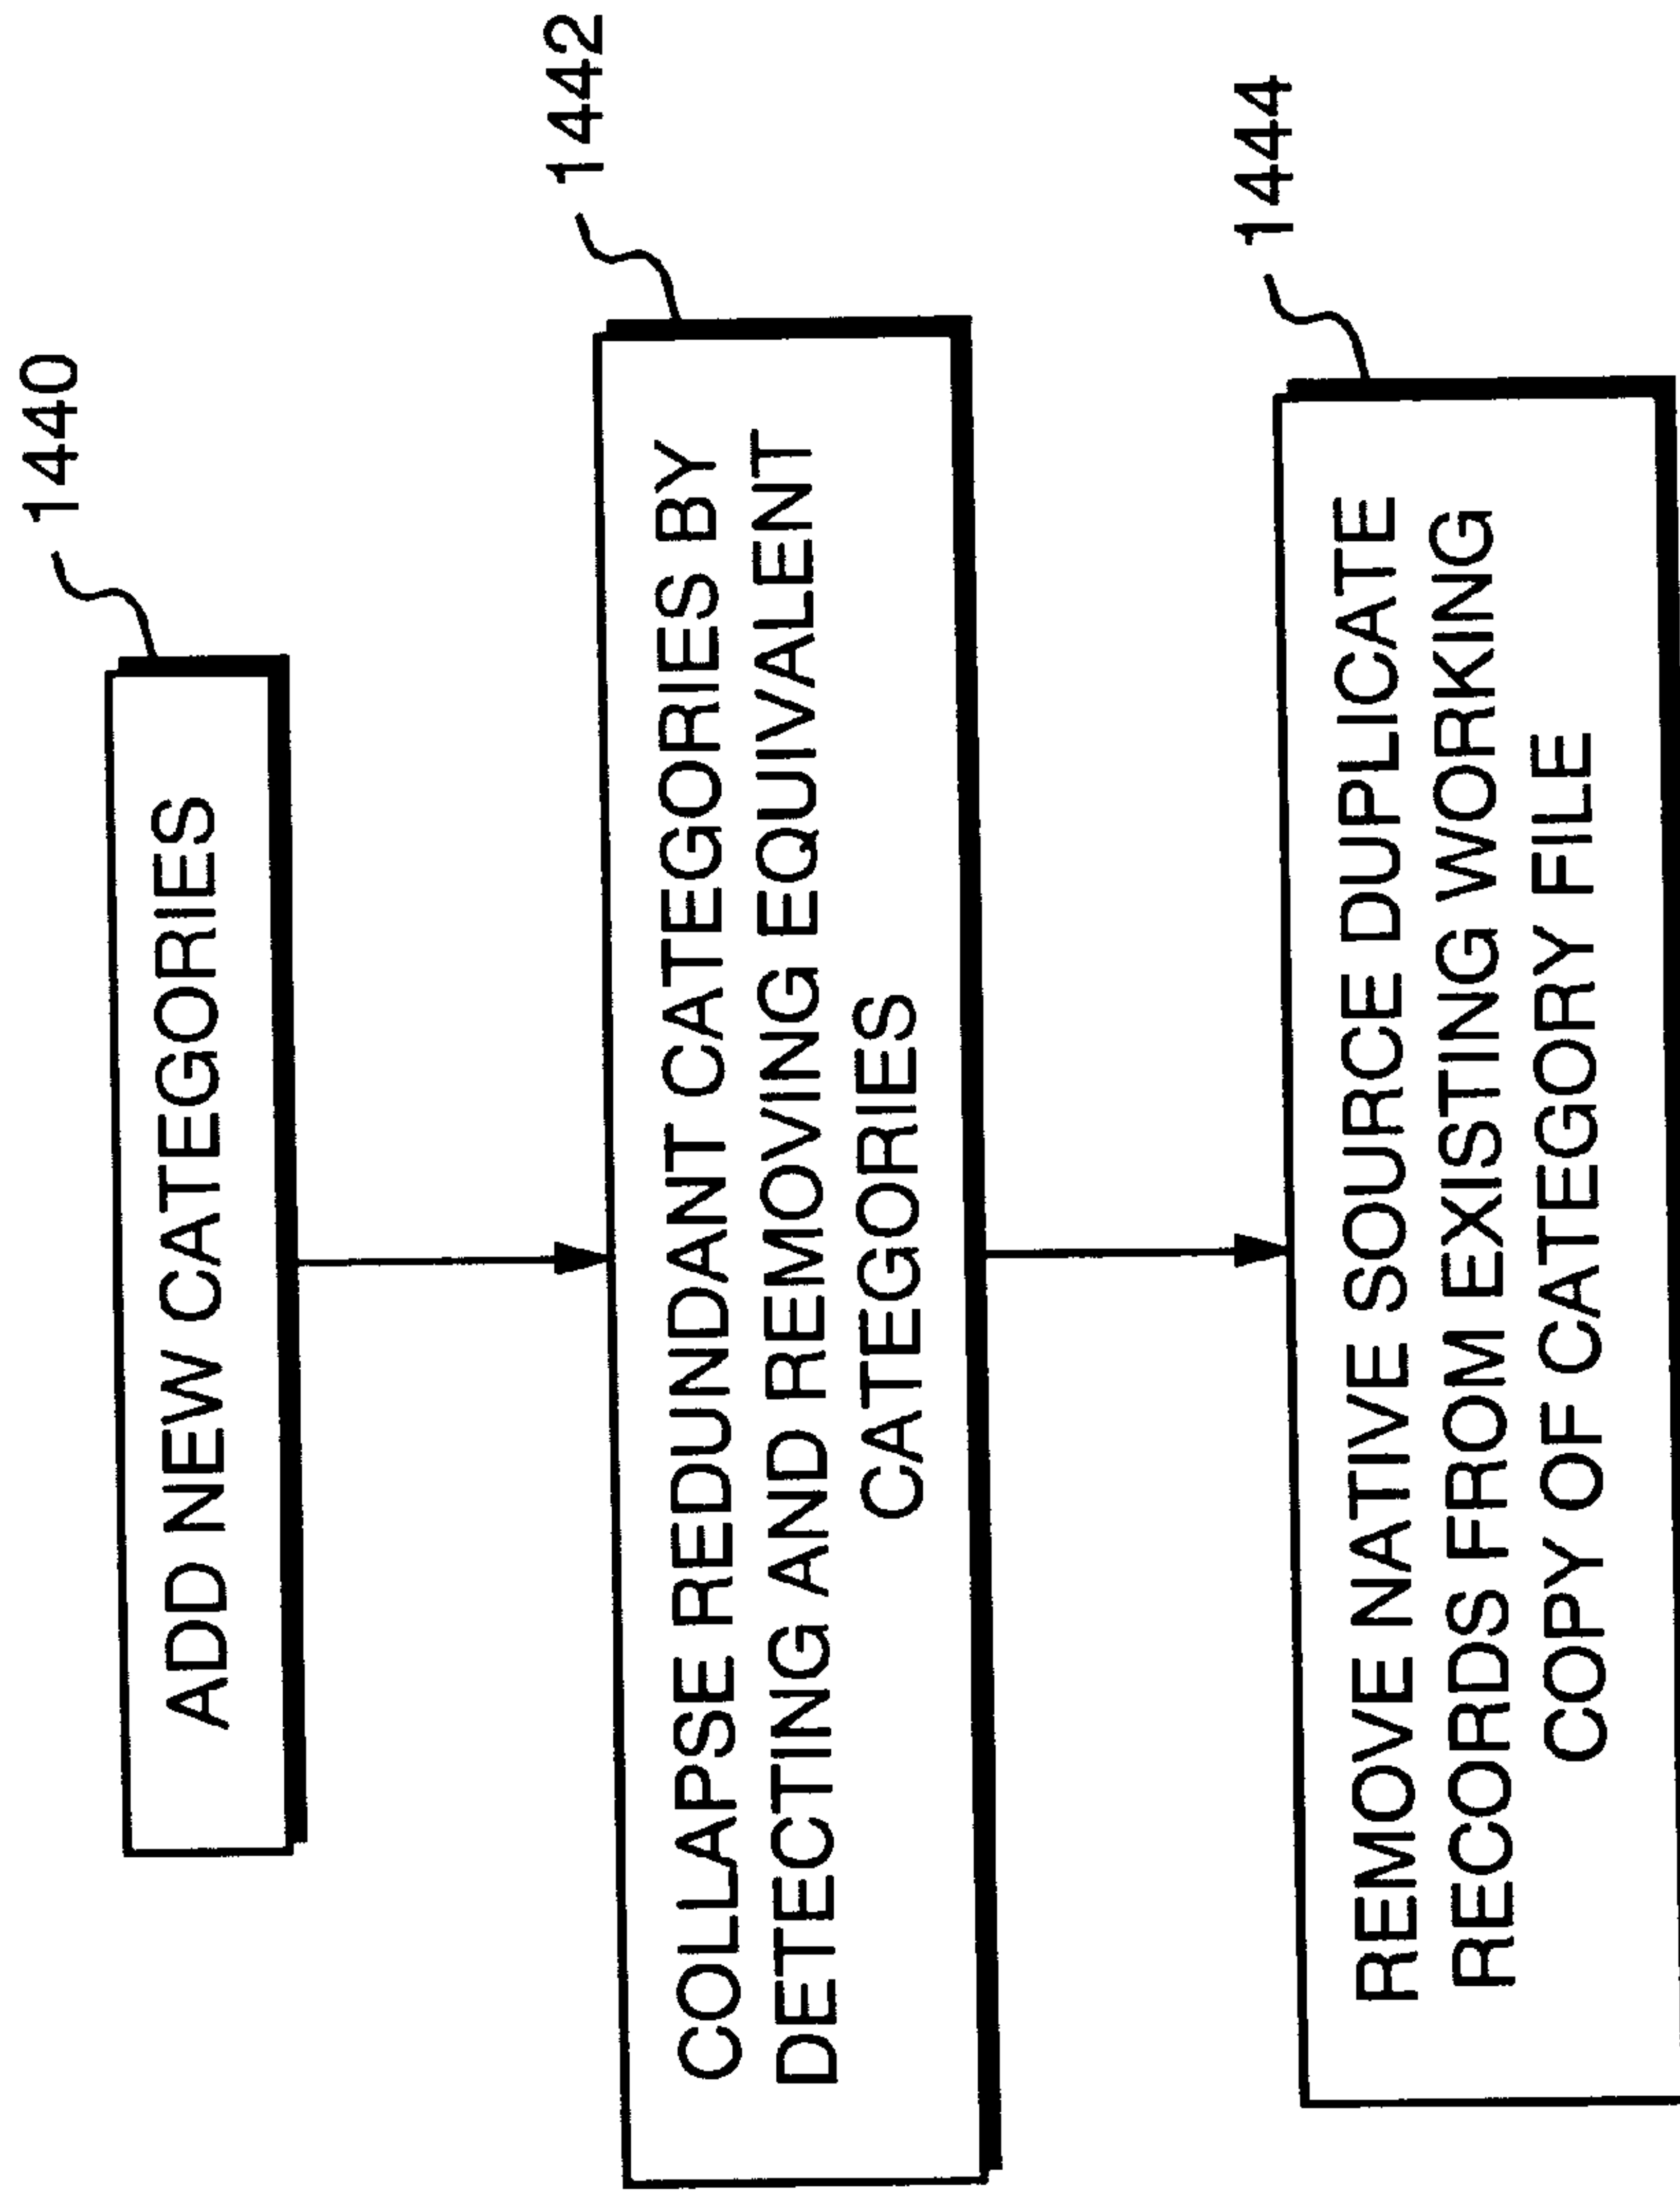 1440
ADD NEW CATEGORIES
1442
COLLAPSE REDUNDANT CATEGORIES BY
DETECTING AND REMOVING EQUIVALENT
CATEGORIES
1444
REMOVE NATIVE SOURCE DUPLICATE
RECORDS FROM EXISTING WORKING
COPY OF CATEGORY FILE